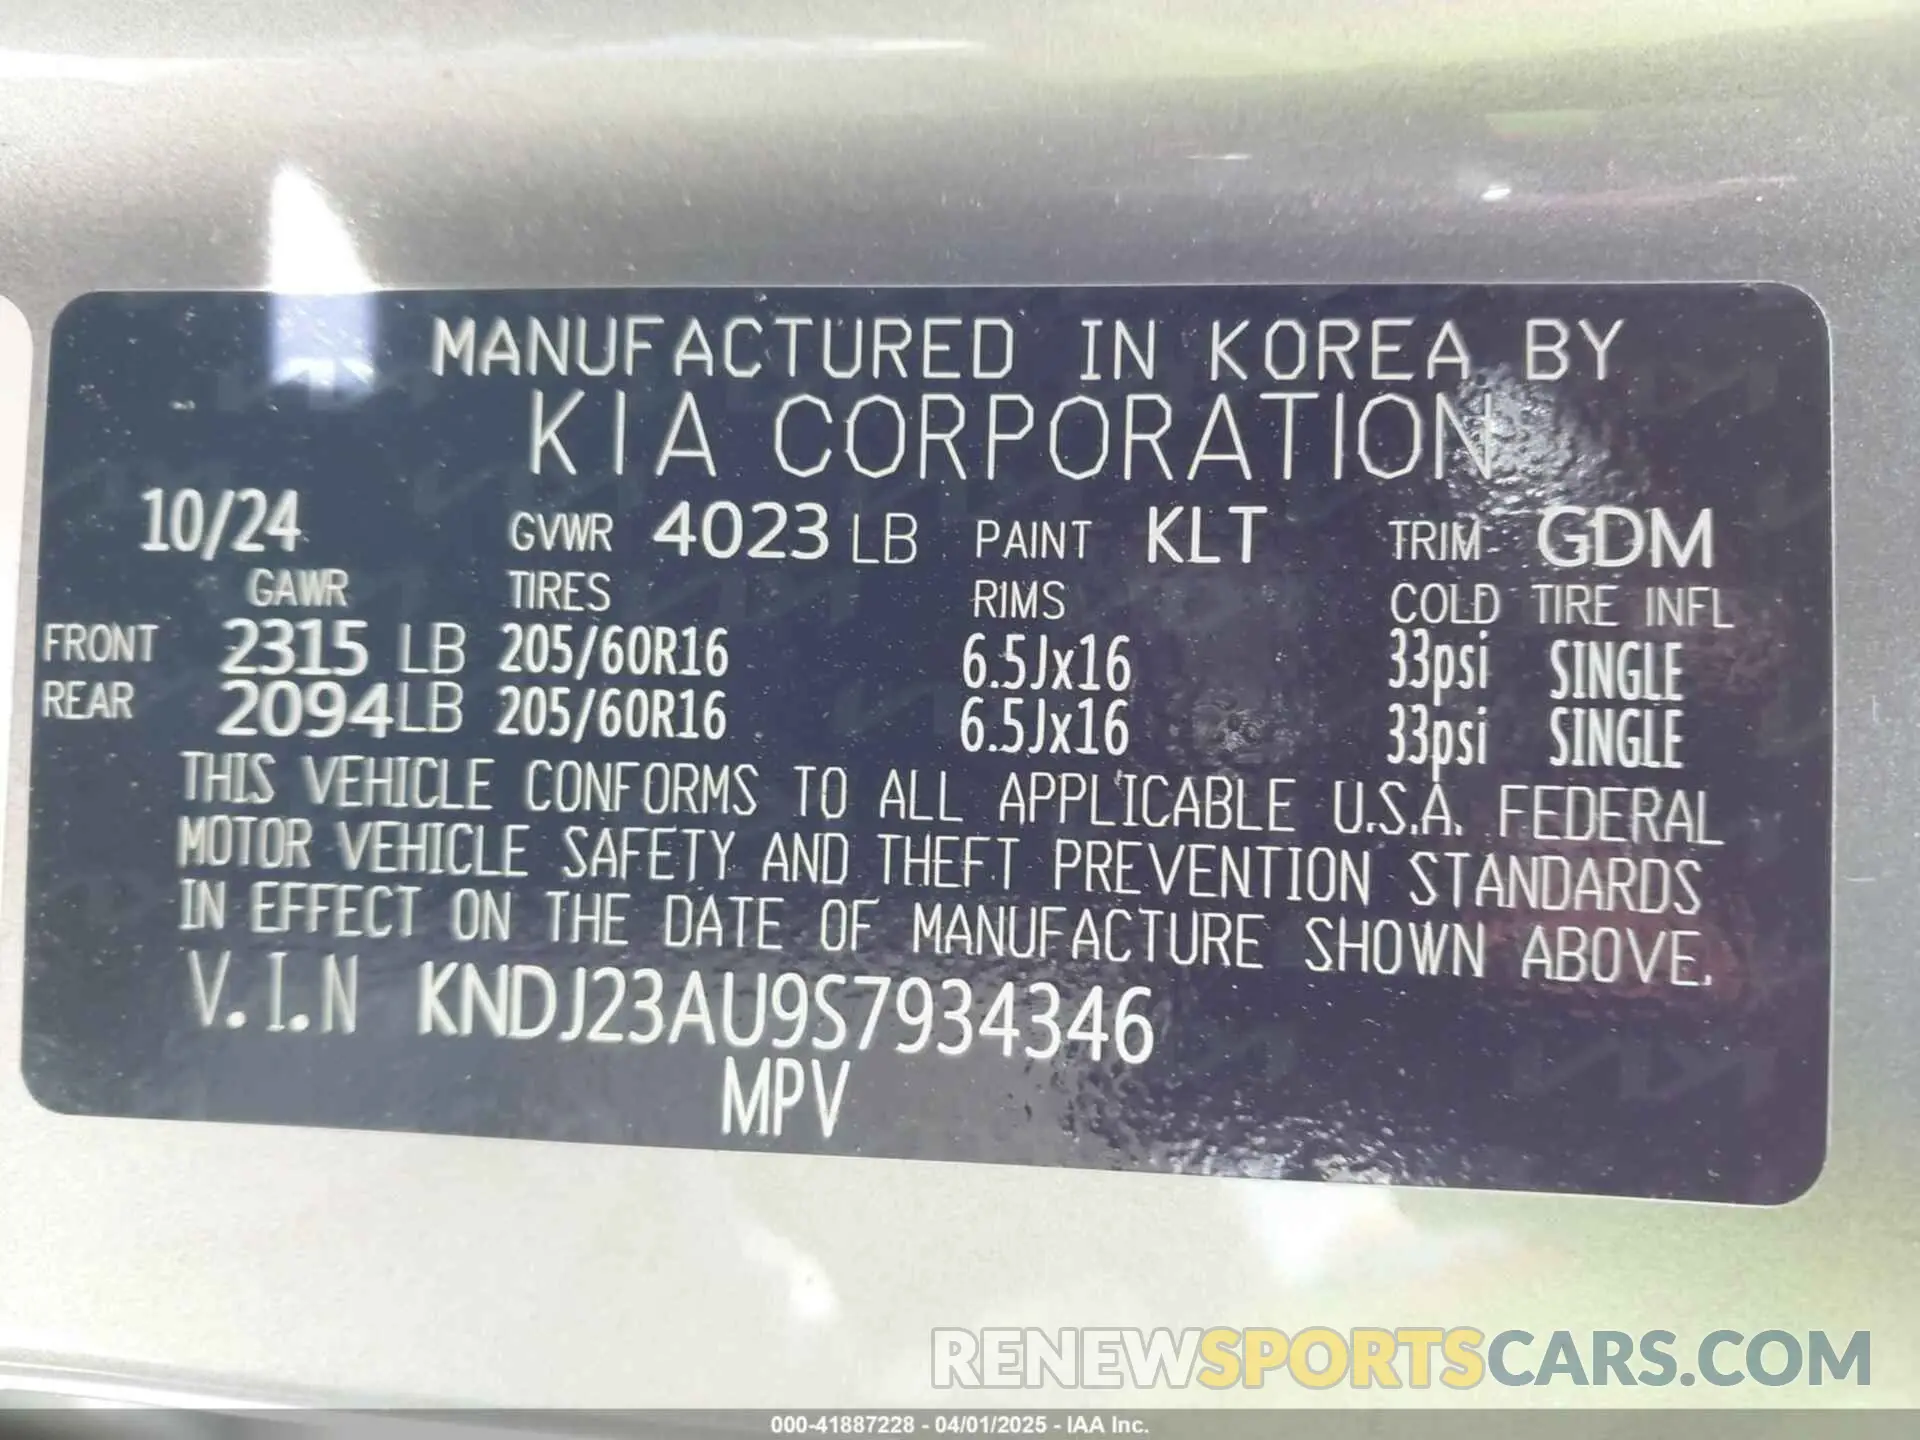 MANUFACTURED IN KOREA BY
KIA CORPORATION
10/24 GVWR 4023 LB PAINT KLT TRIM GDM
GAWR TIRES RIMS COLD TIRE INFL
FRONT 2315 LB 205/60R16 6.5Jx16 33psi SINGLE
REAR 2094 LB 205/60R16 6.5Jx16 33psi SINGLE
THIS VEHICLE CONFORMS TO ALL APPLICABLE U.S.A. FEDERAL
MOTOR VEHICLE SAFETY AND THEFT PREVENTION STANDARDS
IN EFFECT ON THE DATE OF MANUFACTURE SHOWN ABOVE.
V.I.N KNDJ23AU9S7934346
MPV
RENEWSPORTSCARS.COM
000-41887228 - 04/01/2025 - IAA Inc.